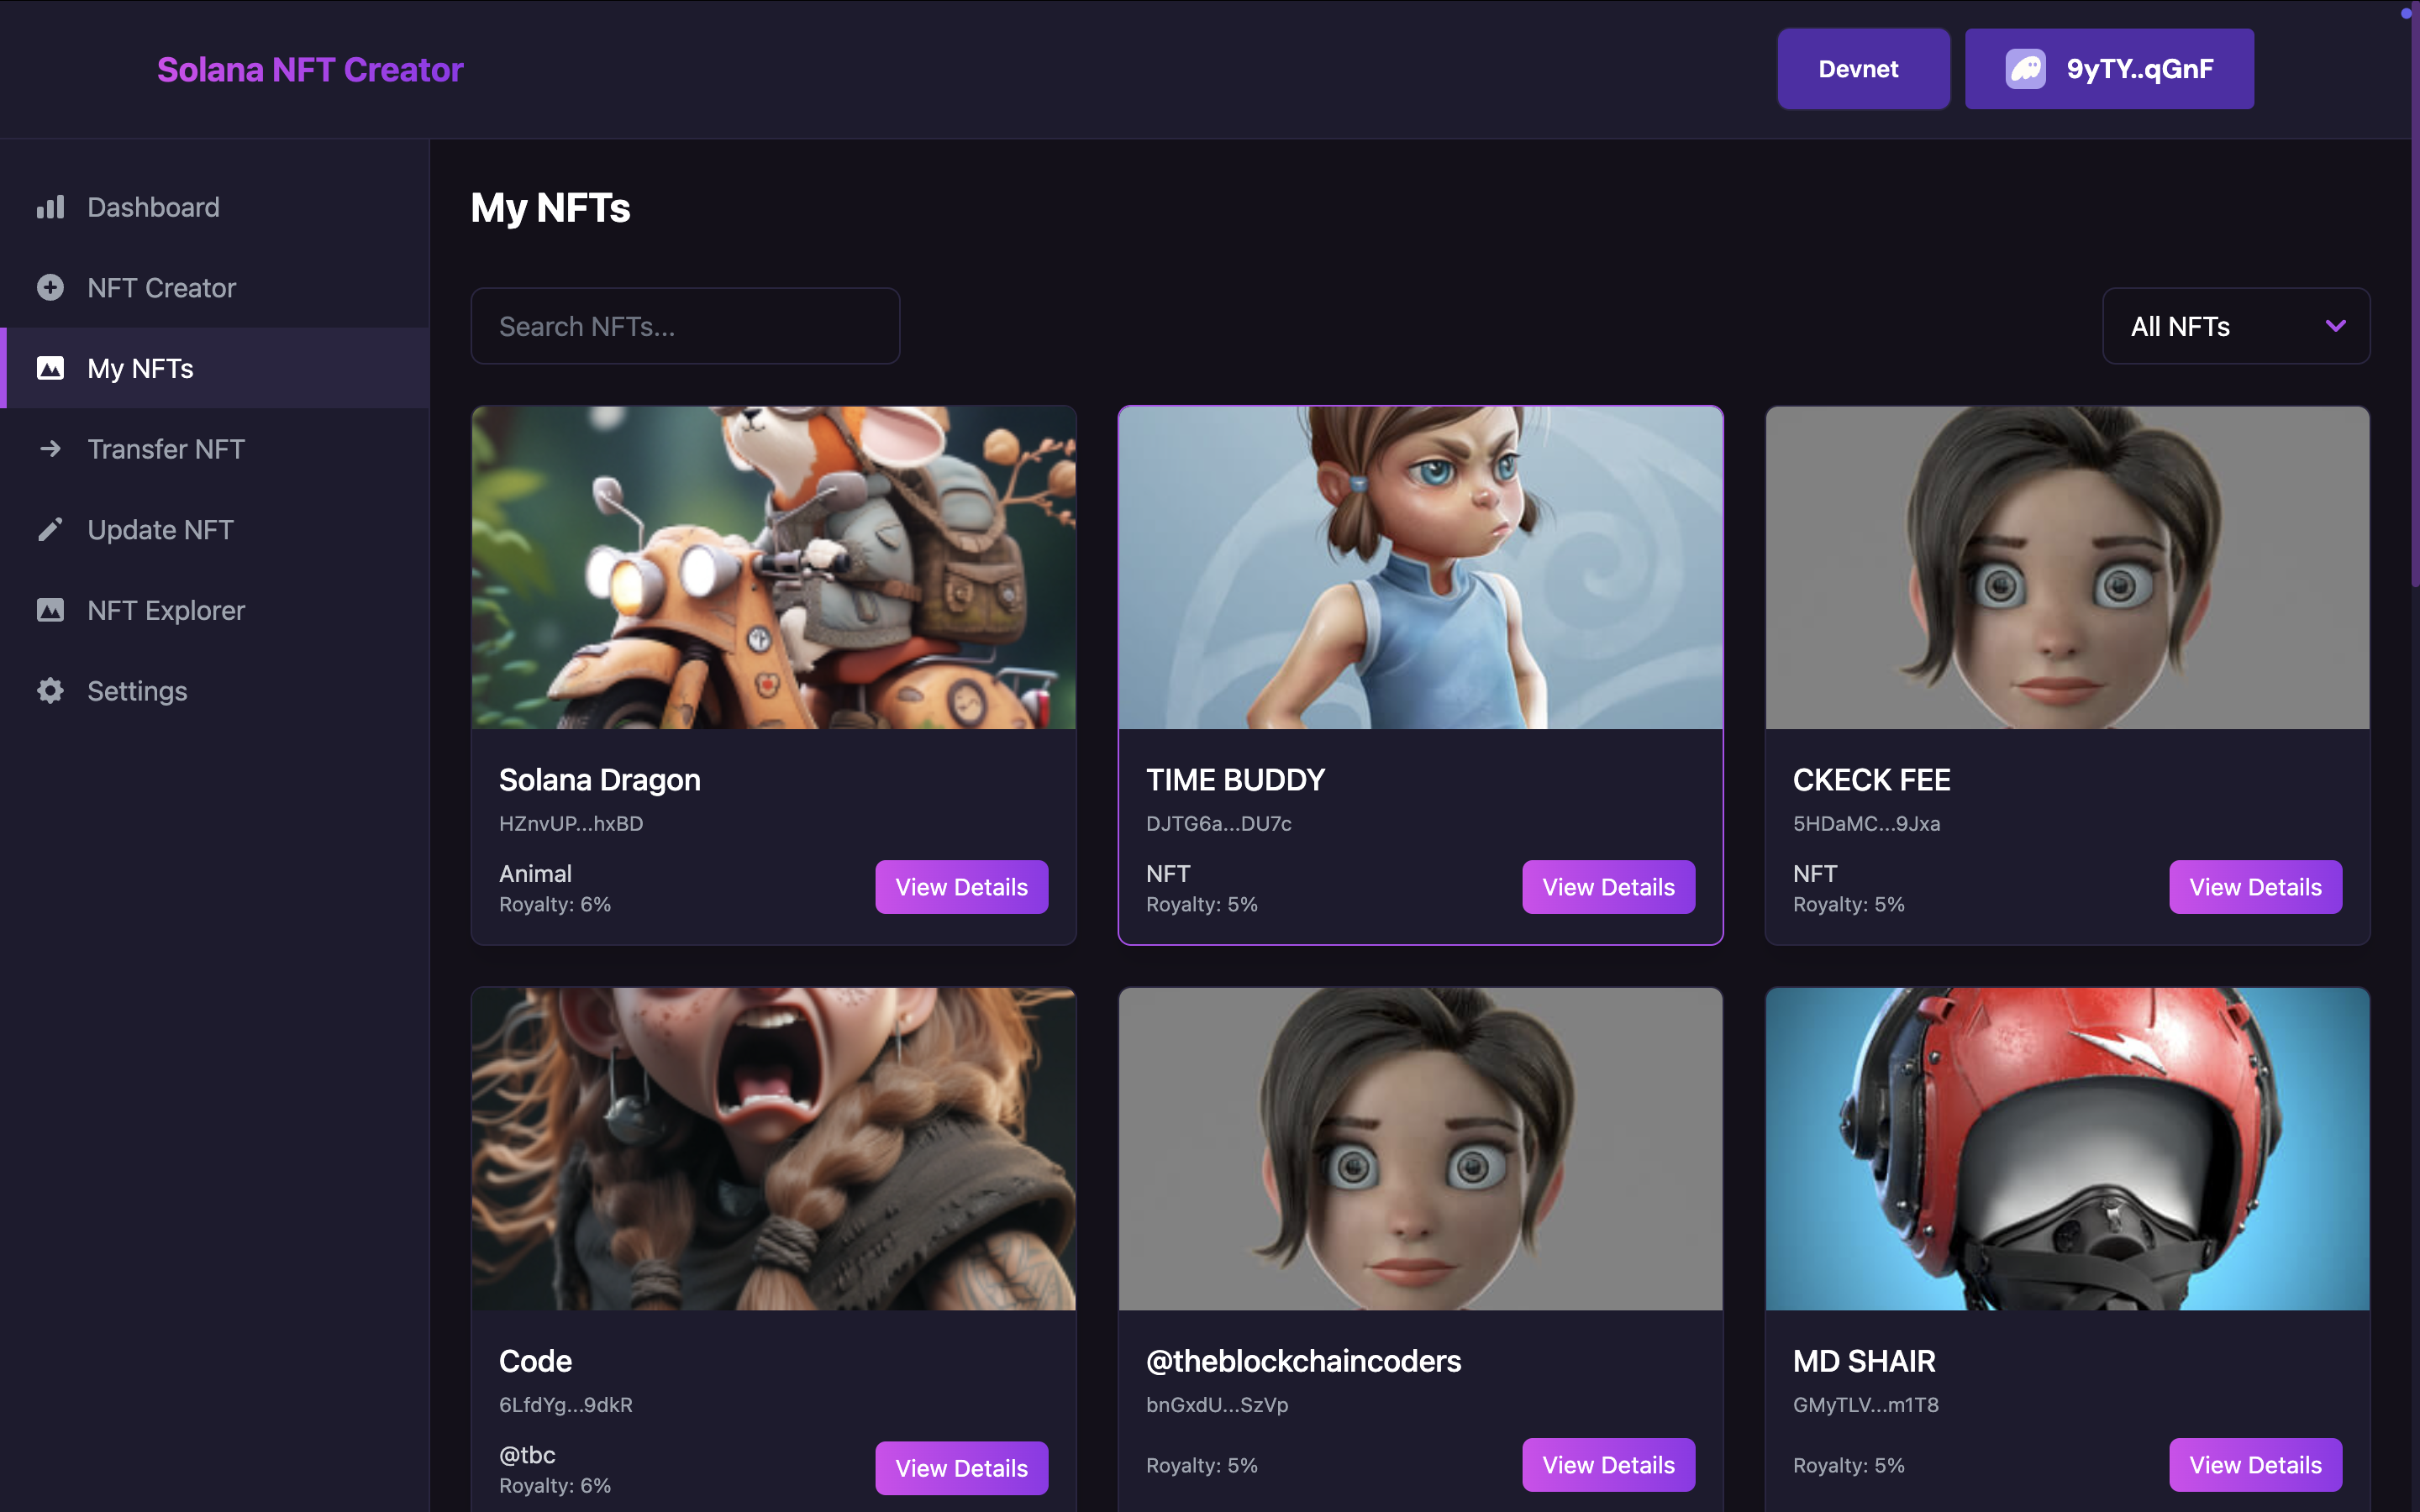 Solana NFT Creator
Devnet
9yTY..qGnF
Dashboard
NFT Creator
My NFTs
Transfer NFT
Update NFT
NFT Explorer
Settings
My NFTs
Search NFTs...
All NFTs
Solana Dragon
HZnvUP...hxBD
Animal
Royalty: 6%
View Details
TIME BUDDY
DJTG6a...DU7c
NFT
Royalty: 5%
View Details
CKECK FEE
5HDaMC...9Jxa
NFT
Royalty: 5%
View Details
Code
6LfdYg...9dkR
@tbc
Royalty: 6%
View Details
@theblockchaincoders
bnGxdU...SzVp
Royalty: 5%
View Details
MD SHAIR
GMyTLV...m1T8
Royalty: 5%
View Details